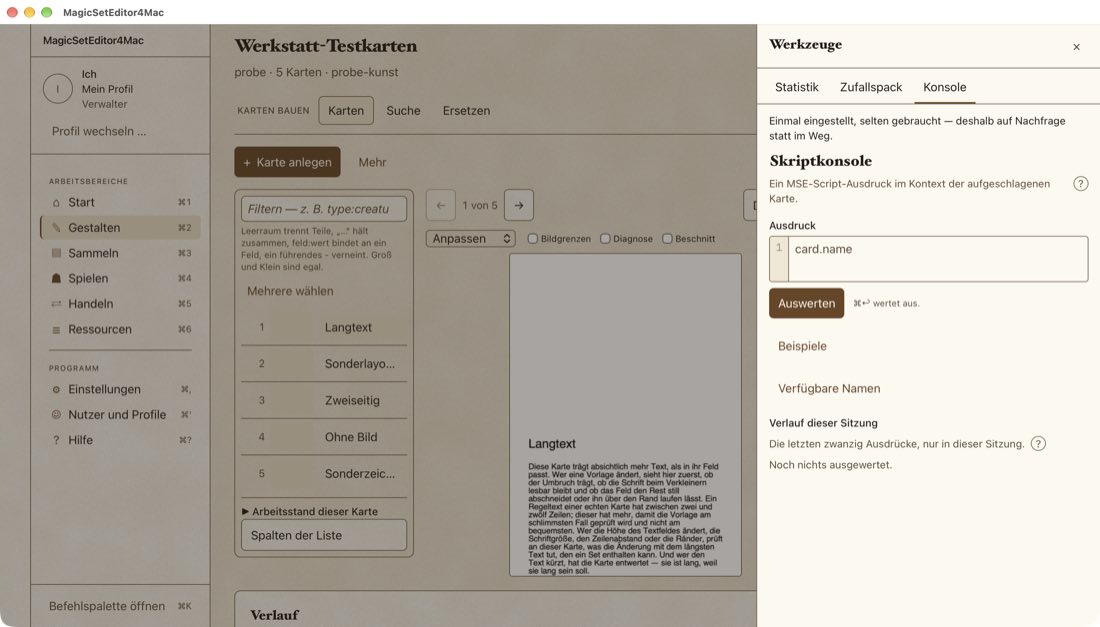 MagicSetEditor4Mac
MagicSetEditor4Mac
I
Ich
Mein Profil
Verwalter
Profil wechseln ...
ARBEITSBEREICHE
Start ⌘1
Gestalten ⌘2
Sammeln ⌘3
Spielen ⌘4
Handeln ⌘5
Ressourcen ⌘6
PROGRAMM
Einstellungen ⌘,
Nutzer und Profile ⌘'
? Hilfe ⌘?
Befehlspalette öffnen ⌘K
Werkstatt-Testkarten
probe · 5 Karten · probe-kunst
KARTEN BAUEN Karten Suche Ersetzen
+ Karte anlegen Mehr
Filtern — z. B. type:creatu
Leerraum trennt Teile, „…" hält
zusammen, feld:wert bindet an ein
Feld, ein führendes - verneint. Groß
und Klein sind egal.
Mehrere wählen
1 Langtext
2 Sonderlayo...
3 Zweiseitig
4 Ohne Bild
5 Sonderzeic...
▶ Arbeitsstand dieser Karte
Spalten der Liste
← 1 von 5 →
Anpassen Bildgrenzen Diagnose Beschnitt
Langtext
Diese Karte trägt absichtlich mehr Text, als in ihr Feld
passt. Wer eine Vorlage ändert, sieht hier zuerst, ob
der Umbruch trägt, ob die Schrift beim Verkleinern
lesbar bleibt und ob das Feld den Rest still
abschneidet oder ihn über den Rand laufen lässt. Ein
Regeltext einer echten Karte hat zwischen zwei und
zwölf Zeilen; dieser hat mehr, damit die Vorlage am
schlimmsten Fall geprüft wird und nicht am
bequemsten. Wer die Höhe des Textfeldes ändert, die
Schriftgröße, den Zeilenabstand oder die Ränder, prüft
an dieser Karte, was die Änderung mit dem längsten
Text tut, den ein Set enthalten kann. Und wer den
Text kürzt, hat die Karte entwertet — sie ist lang, weil
sie lang sein soll.
Verlauf
Werkzeuge ×
Statistik Zufallspack Konsole
Einmal eingestellt, selten gebraucht — deshalb auf Nachfrage
statt im Weg.
Skriptkonsole
Ein MSE-Script-Ausdruck im Kontext der aufgeschlagenen
Karte. ?
Ausdruck
1 card.name
Auswerten ⌘↩ wertet aus.
Beispiele
Verfügbare Namen
Verlauf dieser Sitzung
Die letzten zwanzig Ausdrücke, nur in dieser Sitzung. ?
Noch nichts ausgewertet.